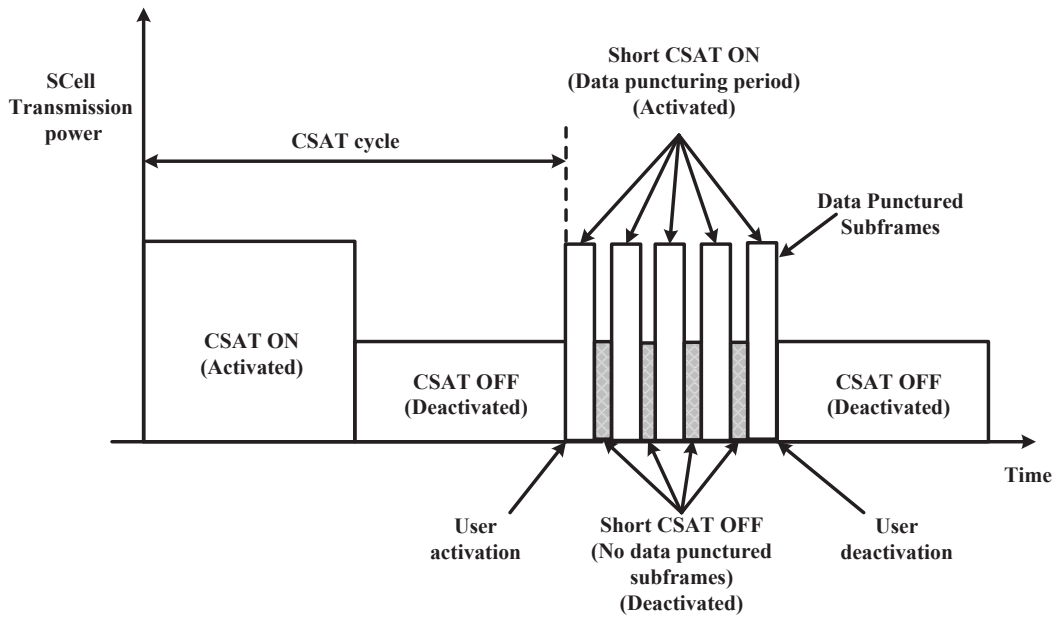 SCell
Transmission
power
CSAT cycle
Short CSAT ON
(Data puncturing period)
(Activated)
Data Punctured
Subframes
CSAT ON
(Activated)
CSAT OFF
(Deactivated)
CSAT OFF
(Deactivated)
Time
User
activation
Short CSAT OFF
(No data punctured
subframes)
(Deactivated)
User
deactivation